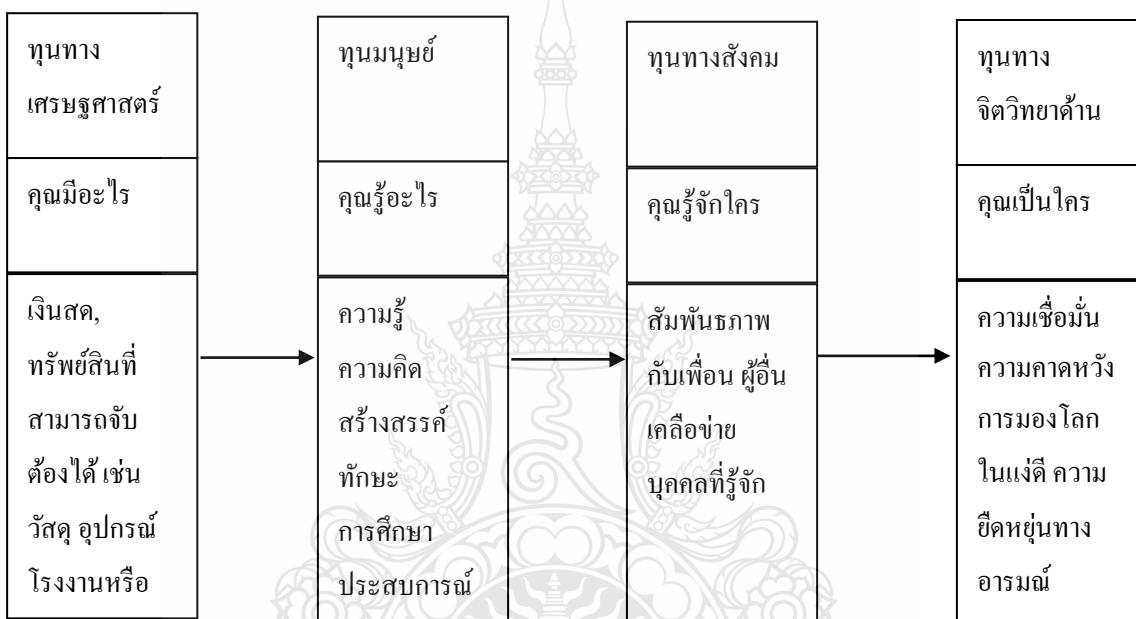 ทุนทาง
เศรษฐศาสตร์
คุณมีอะไร
เงินสด,
ทรัพย์สินที่
สามารถจับ
ต้องได้ เช่น
วัสดุ อุปกรณ์
โรงงานหรือ
ทุนมนุษย์
คุณรู้อะไร
ความรู้
ความคิด
สร้างสรรค์
ทักษะ
การศึกษา
ประสบการณ์
ทุนทางสังคม
คุณรู้จักใคร
สัมพันธภาพ
กับเพื่อน ผู้อื่น
เคลือข่าย
บุคคลที่รู้จัก
ทุนทาง
จิตวิทยาด้าน
คุณเป็นใคร
ความเชื่อมั่น
ความคาดหวัง
การมองโลก
ในแง่ดี ความ
ยืดหยุ่นทาง
อารมณ์